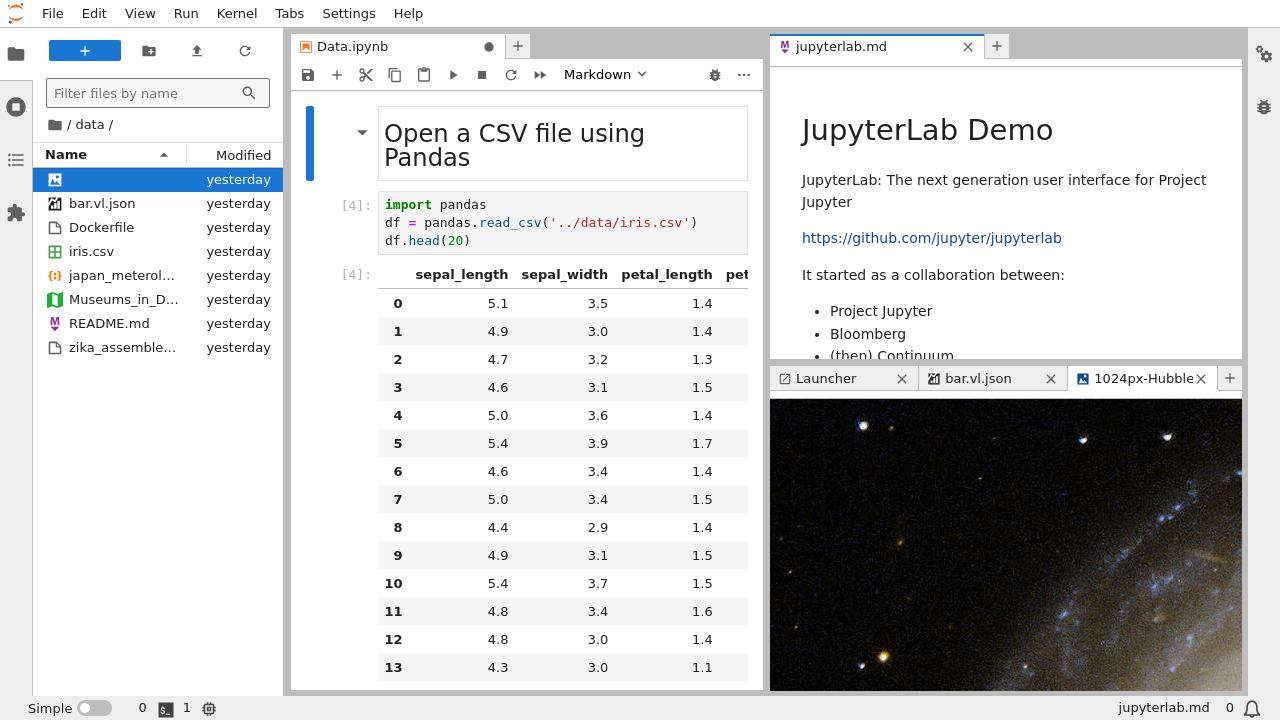 File Edit View Run Kernel Tabs Settings Help
Filter files by name
/ data /
Name Modified
yesterday
bar.vl.json yesterday
Dockerfile yesterday
iris.csv yesterday
japan_meterol… yesterday
Museums_in_D… yesterday
README.md yesterday
zika_assemble… yesterday
Data.ipynb
Markdown
Open a CSV file using
Pandas
[4]:
import pandas
df = pandas.read_csv('../data/iris.csv')
df.head(20)
[4]:
sepal_length sepal_width petal_length pet
0 5.1 3.5 1.4
1 4.9 3.0 1.4
2 4.7 3.2 1.3
3 4.6 3.1 1.5
4 5.0 3.6 1.4
5 5.4 3.9 1.7
6 4.6 3.4 1.4
7 5.0 3.4 1.5
8 4.4 2.9 1.4
9 4.9 3.1 1.5
10 5.4 3.7 1.5
11 4.8 3.4 1.6
12 4.8 3.0 1.4
13 4.3 3.0 1.1
jupyterlab.md
JupyterLab Demo
JupyterLab: The next generation user interface for Project
Jupyter
https://github.com/jupyter/jupyterlab
It started as a collaboration between:
• Project Jupyter
• Bloomberg
• (then) Continuum
Launcher bar.vl.json 1024px-Hubble
Simple 0 1 jupyterlab.md 0